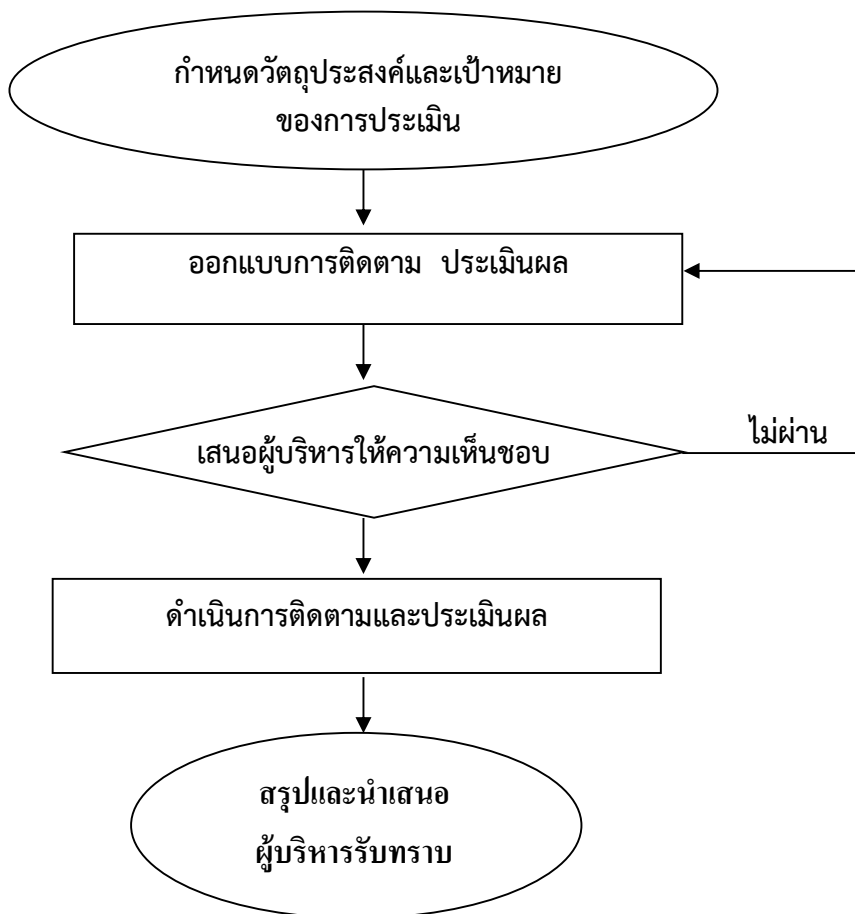 กำหนดวัตถุประสงค์และเป้าหมาย
ของการประเมิน
ออกแบบการติดตาม ประเมินผล
เสนอผู้บริหารให้ความเห็นชอบ
ไม่ผ่าน
ดำเนินการติดตามและประเมินผล
สรุปและนำเสนอ
ผู้บริหารรับทราบ